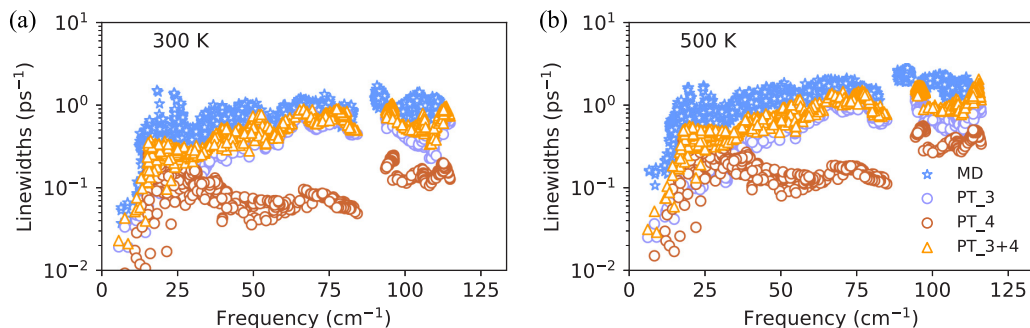 (a)
300 K
Linewidths (ps⁻¹)
10¹
10⁰
10⁻¹
10⁻²
0 25 50 75 100 125
Frequency (cm⁻¹)
(b)
500 K
Linewidths (ps⁻¹)
10¹
10⁰
10⁻¹
10⁻²
0 25 50 75 100 125
Frequency (cm⁻¹)
MD
PT_3
PT_4
PT_3+4